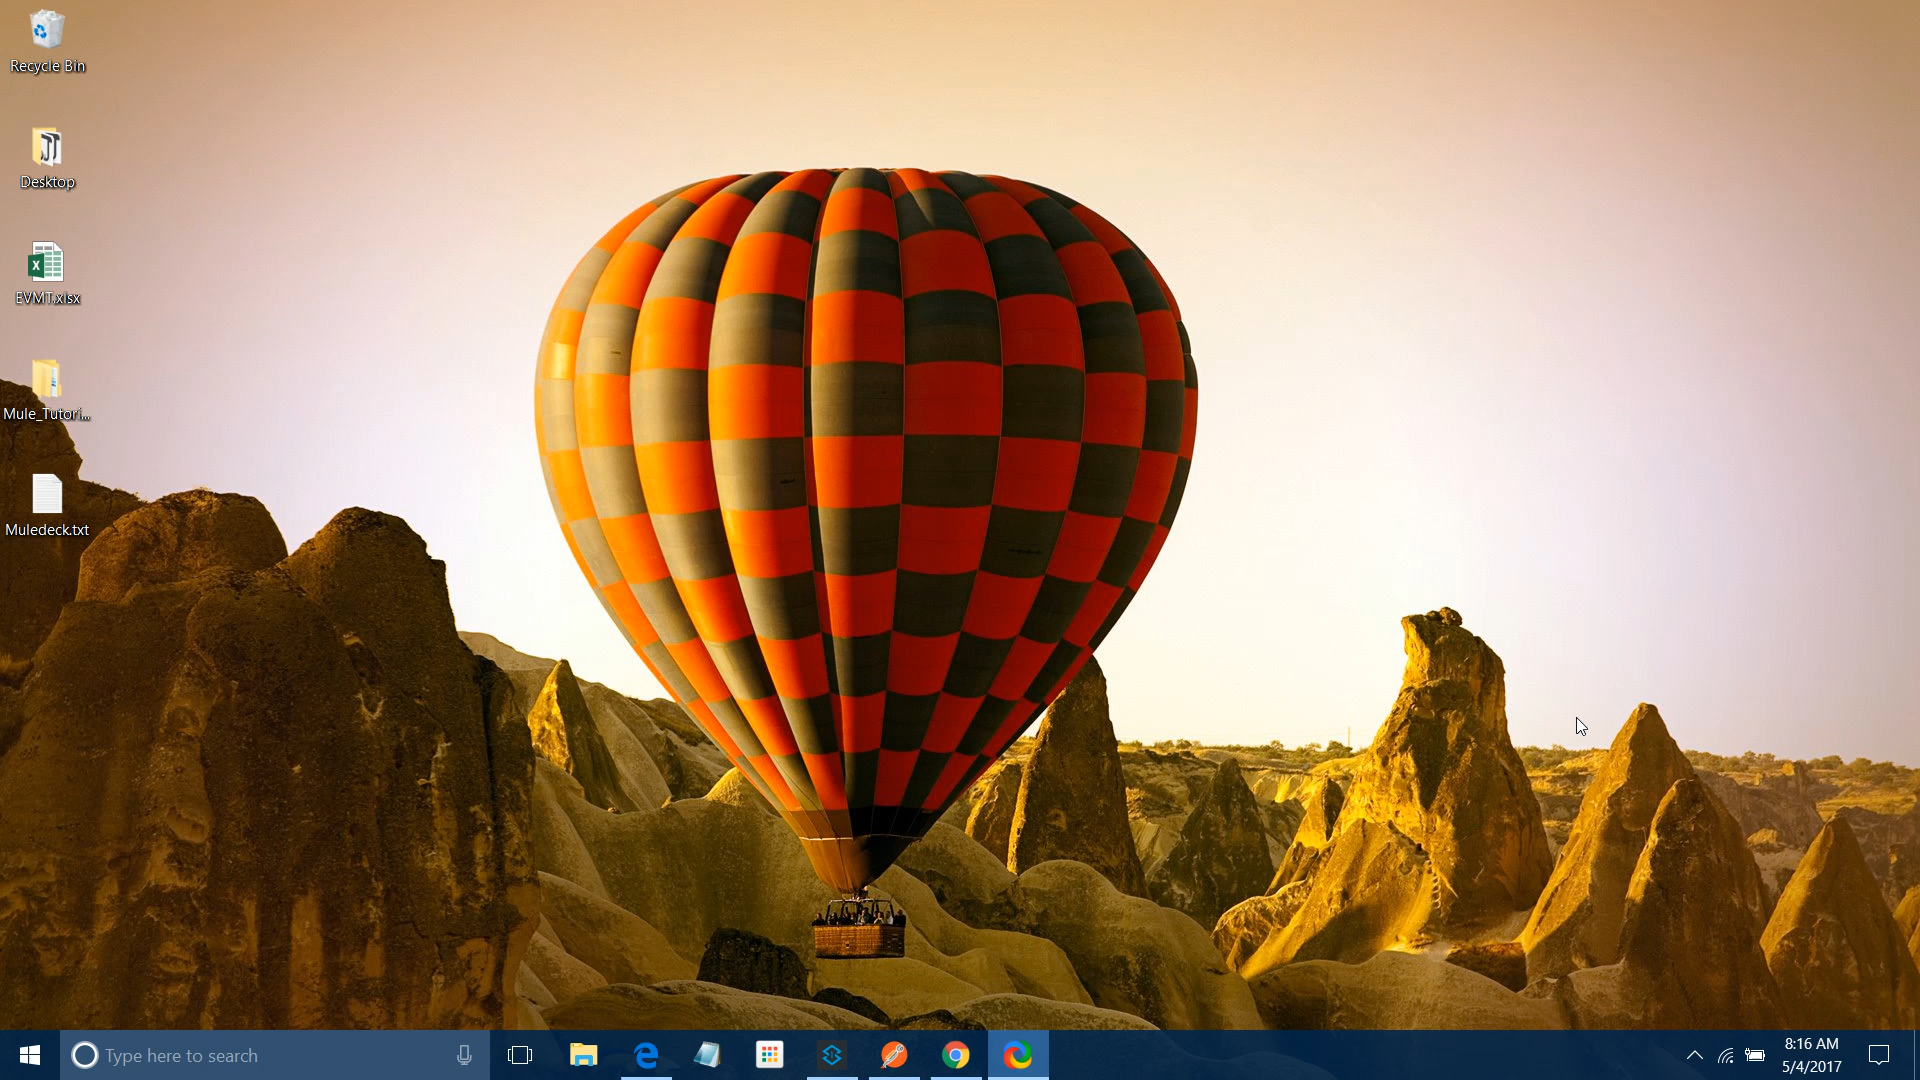 Recycle Bin
Desktop
EVMT.xlsx
Mule_Tutori...
Muledeck.txt
Type here to search
8:16 AM
5/4/2017